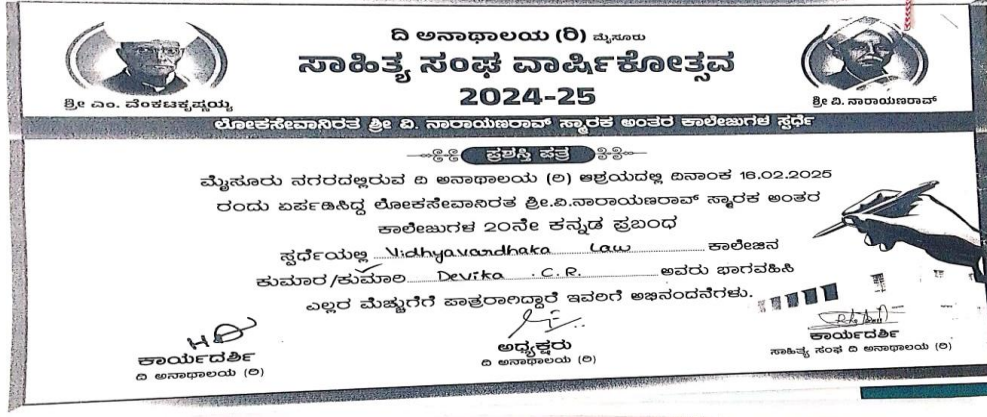 ದಿ ಅನಾಥಾಲಯ (ರಿ) ಮೈಸೂರು
ಸಾಹಿತ್ಯ ಸಂಘ ವಾರ್ಷಿಕೋತ್ಸವ
2024-25
ಶ್ರೀ ಎಂ. ವೆಂಕಟಕೃಷ್ಣಯ್ಯ
ಶ್ರೀ ವಿ. ನಾರಾಯಣರಾವ್
ಲೋಕಸೇವಾನಿರತ ಶ್ರೀ ವಿ. ನಾರಾಯಣರಾವ್ ಸ್ಮಾರಕ ಅಂತರ ಕಾಲೇಜುಗಳ ಸ್ಪರ್ಧೆ
ಪ್ರಶಸ್ತಿ ಪತ್ರ
ಮೈಸೂರು ನಗರದಲ್ಲಿರುವ ದಿ ಅನಾಥಾಲಯ (ರಿ) ಆಶ್ರಯದಲ್ಲಿ ದಿನಾಂಕ 16.02.2025
ರಂದು ಏರ್ಪಡಿಸಿದ್ದ ಲೋಕಸೇವಾನಿರತ ಶ್ರೀ.ವಿ.ನಾರಾಯಣರಾವ್ ಸ್ಮಾರಕ ಅಂತರ
ಕಾಲೇಜುಗಳ 20ನೇ ಕನ್ನಡ ಪ್ರಬಂಧ
ಸ್ಪರ್ಧೆಯಲ್ಲಿ Vidhyavardhaka Law ಕಾಲೇಜಿನ
ಕುಮಾರ/ಕುಮಾರಿ Devika .C.R. ಅವರು ಭಾಗವಹಿಸಿ
ಎಲ್ಲರ ಮೆಚ್ಚುಗೆಗೆ ಪಾತ್ರರಾಗಿದ್ದಾರೆ ಇವರಿಗೆ ಅಭಿನಂದನೆಗಳು.
ಕಾರ್ಯದರ್ಶಿ
ದಿ ಅನಾಥಾಲಯ (ರಿ)
ಅಧ್ಯಕ್ಷರು
ದಿ ಅನಾಥಾಲಯ (ರಿ)
ಕಾರ್ಯದರ್ಶಿ
ಸಾಹಿತ್ಯ ಸಂಘ ದಿ ಅನಾಥಾಲಯ (ರಿ)